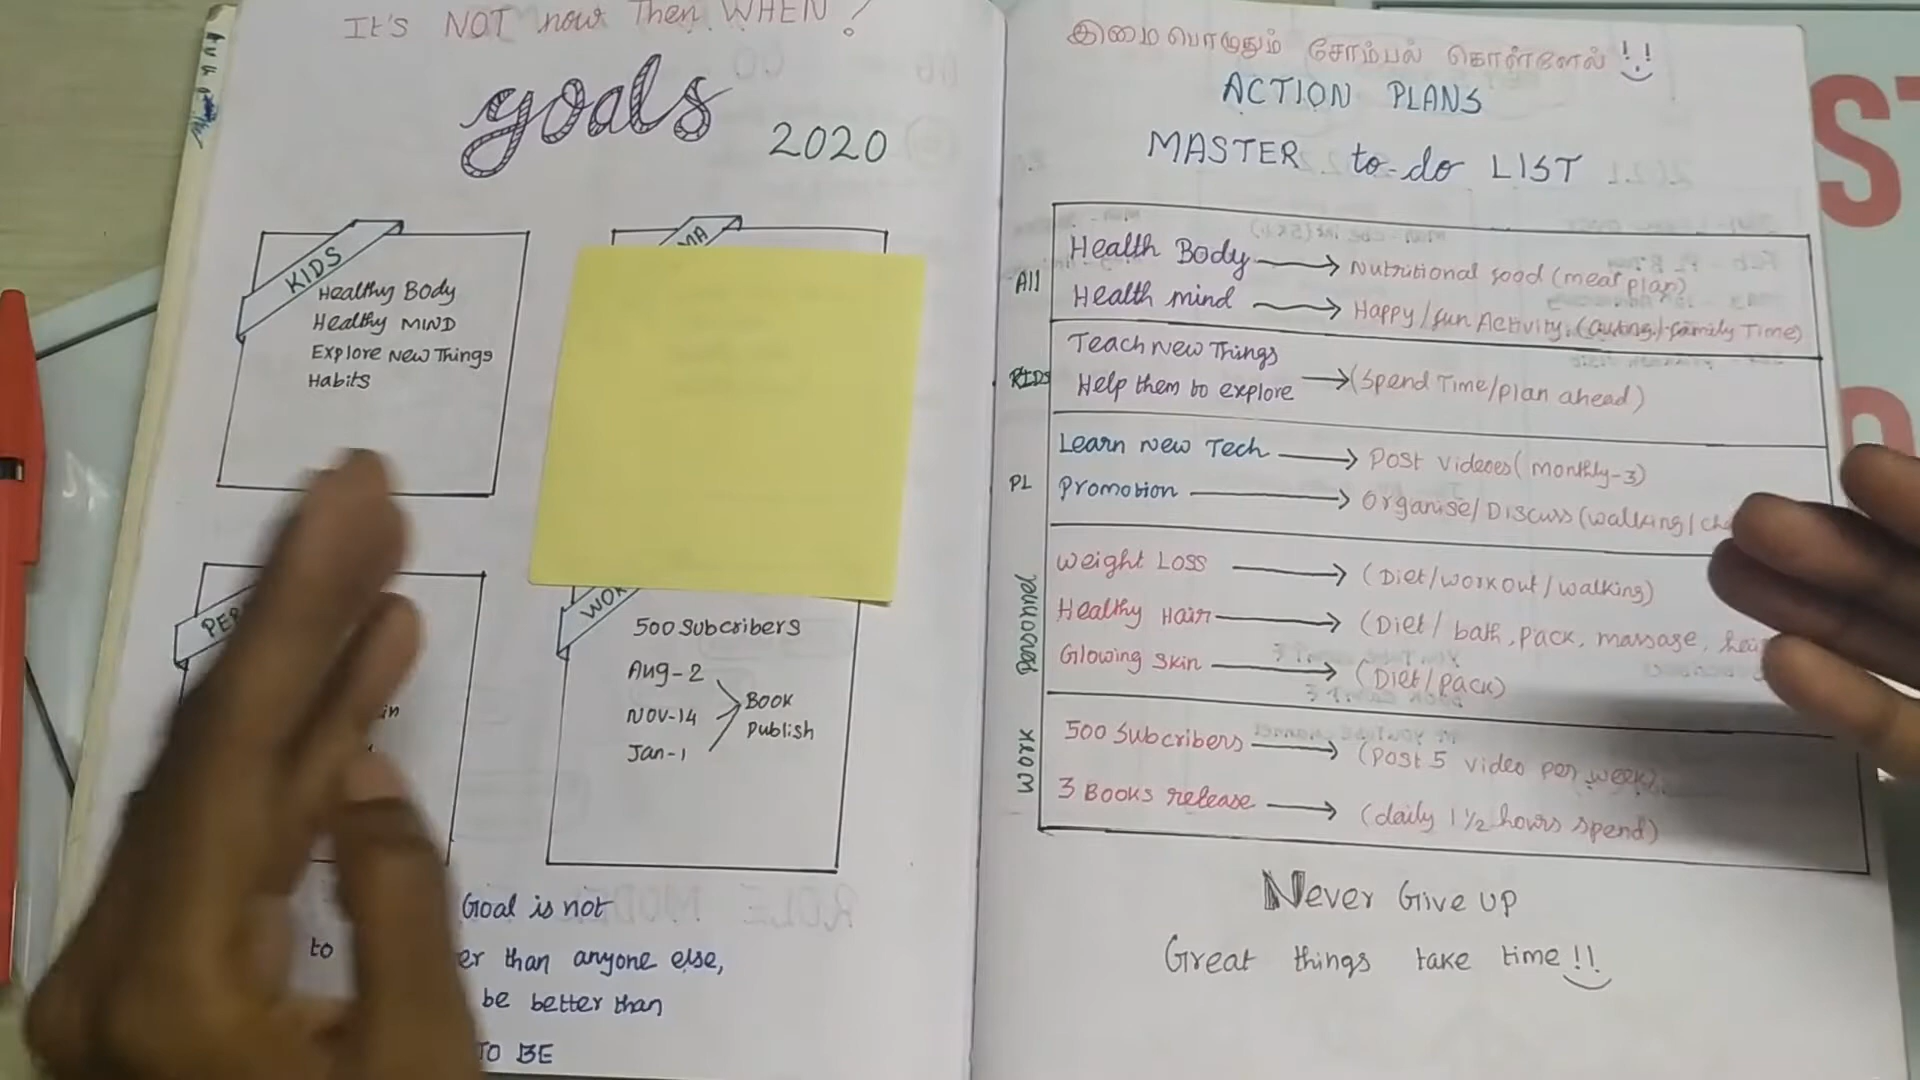 It's NOT now Then WHEN !
goals
2020
KIDS
Healthy Body
Healthy MIND
Explore New Things
Habits
500 Subcribers
Aug-2
NOV-14
Jan-1
BOOK
Publish
Goal is not
to
than anyone else,
be better than
TO BE
இமைபொழுதும் சோம்பல் கொள்ளேல் !!
ACTION PLANS
MASTER to-do LIST
All
Health Body → Nutritional food (meal plan)
Health mind → Happy/fun Activity, (outing/family Time)
KIDS
Teach New Things
Help them to explore → (Spend Time/plan ahead)
PL
Learn New Tech → Post Videoes (monthly-3)
Promotion → Organise/Discuss (walking/
Personal
Weight Loss → (Diet/workout/walking)
Healthy Hair → (Diet/ bath, pack, massage,
Glowing Skin → (Diet/pack)
Work
500 Subcribers → (Post 5 video per week)
3 Books release → (daily 1½ hours spend)
Never Give up
Great things take time !!